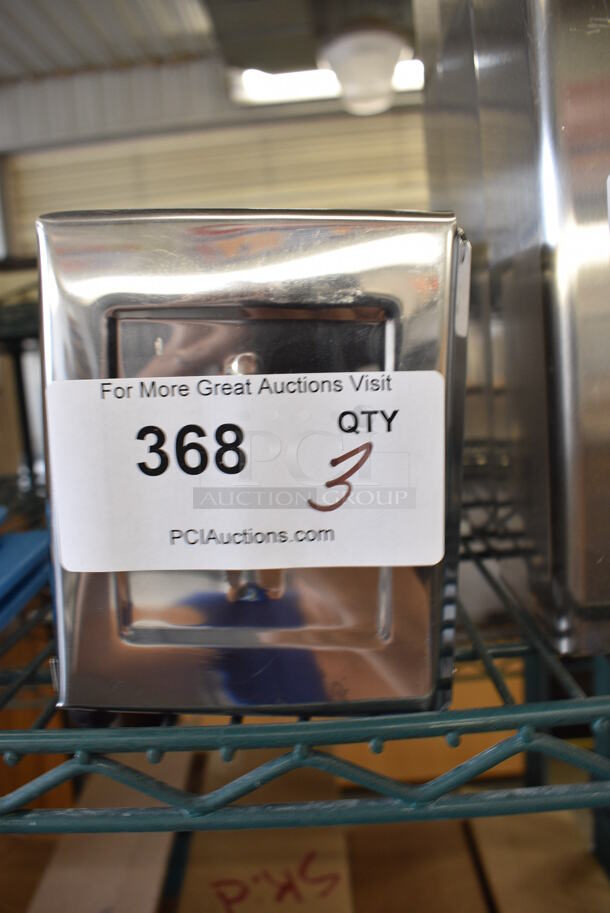 For More Great Auctions Visit
368
QTY
3
PCI
AUCTION GROUP
PCIAuctions.com